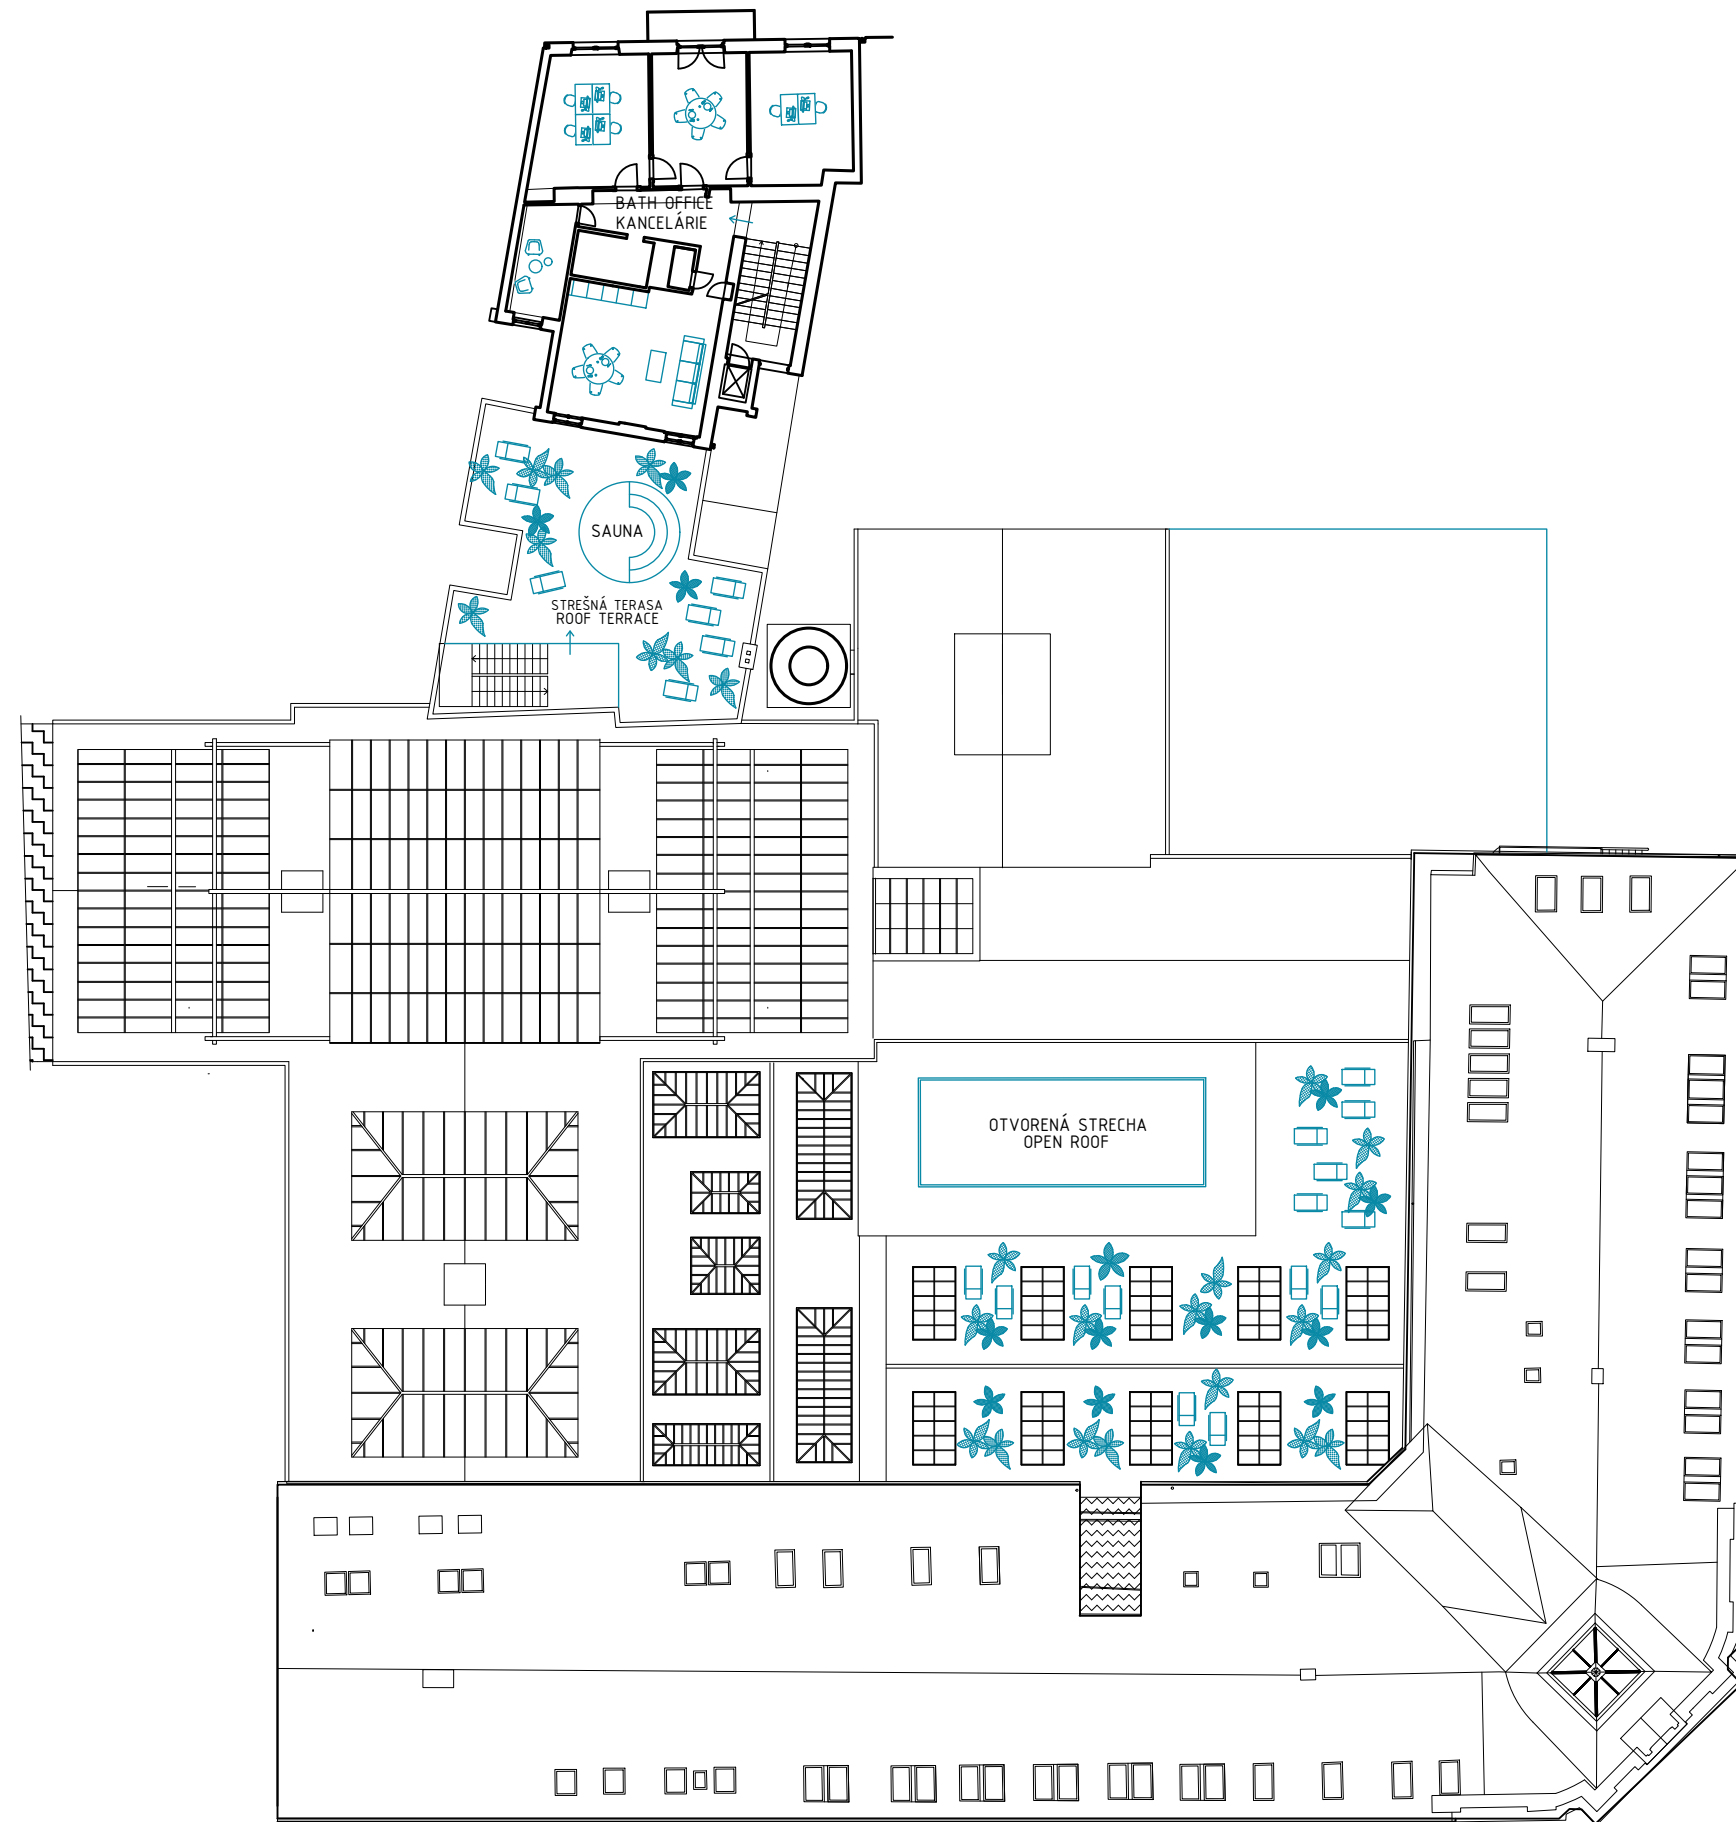 BATH OFFICE
KANCELÁRIE
SAUNA
STREŠNÁ TERASA
ROOF TERRACE
OTVORENÁ STRECHA
OPEN ROOF